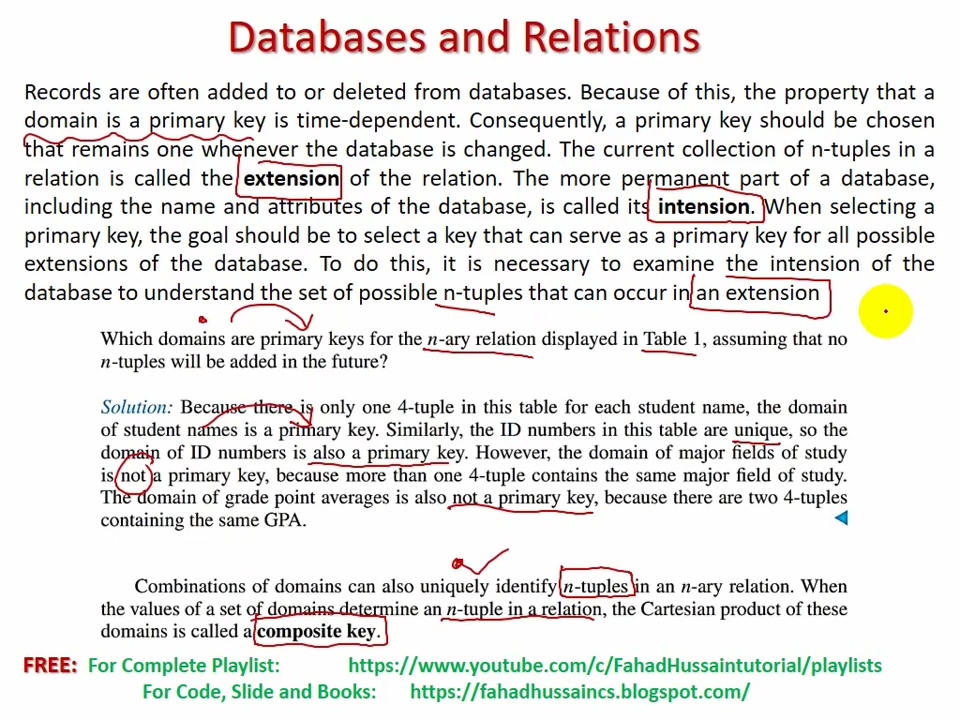 Databases and Relations
Records are often added to or deleted from databases. Because of this, the property that a
domain is a primary key is time-dependent. Consequently, a primary key should be chosen
that remains one whenever the database is changed. The current collection of n-tuples in a
relation is called the extension of the relation. The more permanent part of a database,
including the name and attributes of the database, is called its intension. When selecting a
primary key, the goal should be to select a key that can serve as a primary key for all possible
extensions of the database. To do this, it is necessary to examine the intension of the
database to understand the set of possible n-tuples that can occur in an extension
Which domains are primary keys for the n-ary relation displayed in Table 1, assuming that no
n-tuples will be added in the future?
Solution: Because there is only one 4-tuple in this table for each student name, the domain
of student names is a primary key. Similarly, the ID numbers in this table are unique, so the
domain of ID numbers is also a primary key. However, the domain of major fields of study
is not a primary key, because more than one 4-tuple contains the same major field of study.
The domain of grade point averages is also not a primary key, because there are two 4-tuples
containing the same GPA.
Combinations of domains can also uniquely identify n-tuples in an n-ary relation. When
the values of a set of domains determine an n-tuple in a relation, the Cartesian product of these
domains is called a composite key.
FREE: For Complete Playlist: https://www.youtube.com/c/FahadHussaintutorial/playlists
For Code, Slide and Books: https://fahadhussaincs.blogspot.com/